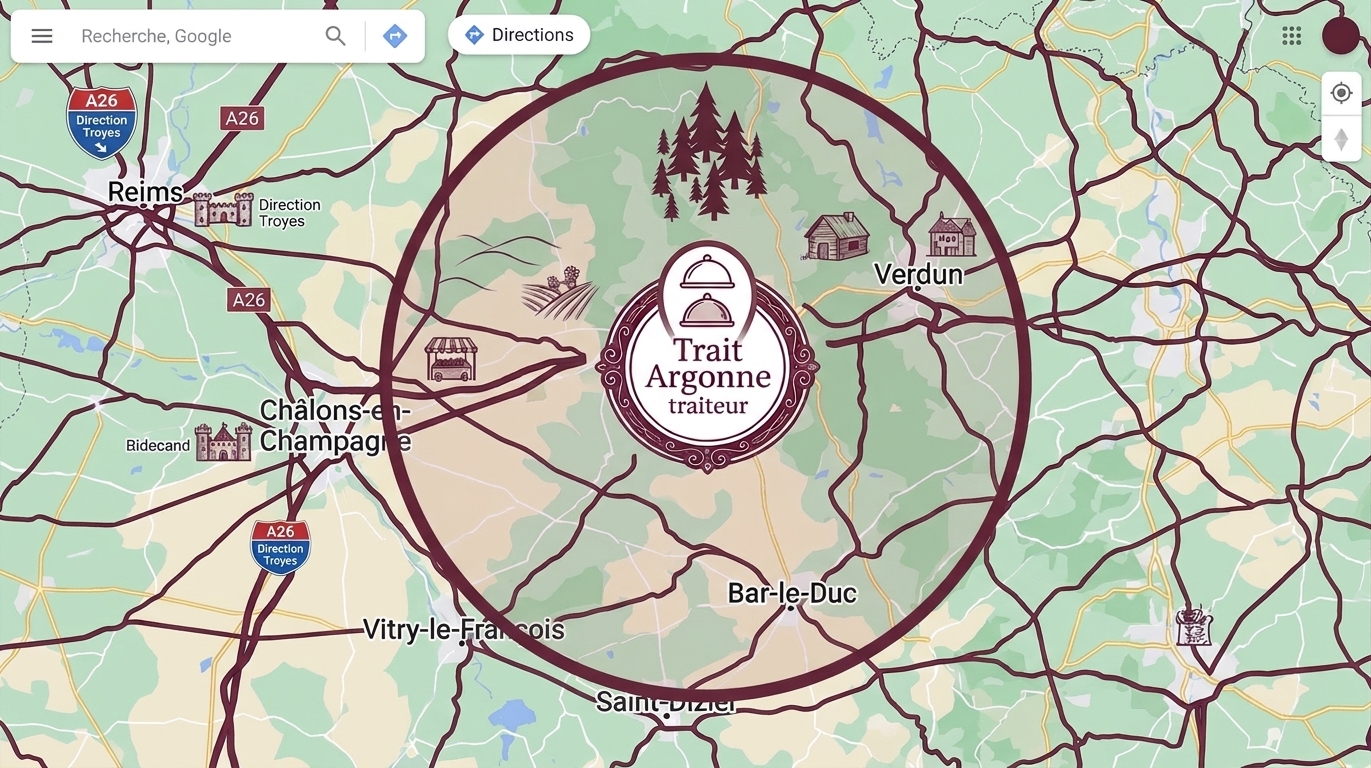 Recherche, Google
Directions
A26
Direction
Troyes
A26
Reims
Direction
Troyes
A26
Verdun
Trait
Argonne
traiteur
Châlons-en-
Champagne
Bidecand
A26
Direction
Troyes
Bar-le-Duc
Vitry-le-François
Saint-Dizier